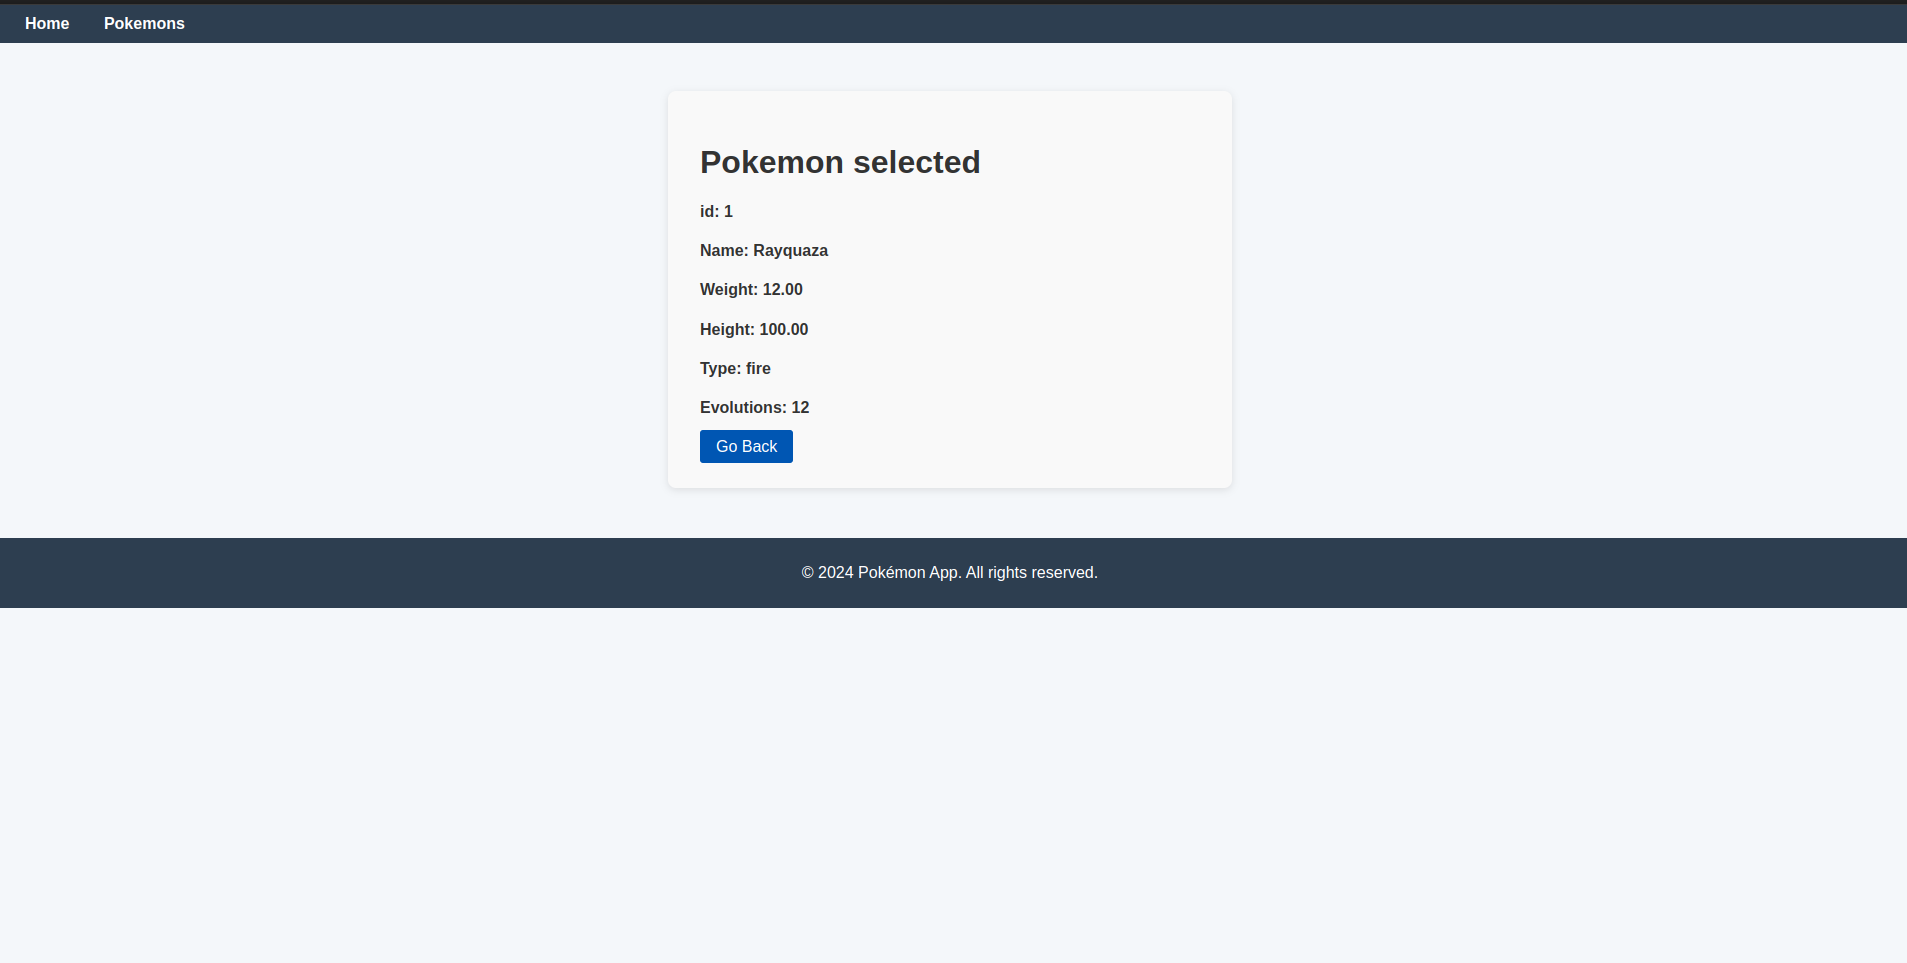 Home Pokemons
Pokemon selected
id: 1
Name: Rayquaza
Weight: 12.00
Height: 100.00
Type: fire
Evolutions: 12
Go Back
© 2024 Pokémon App. All rights reserved.